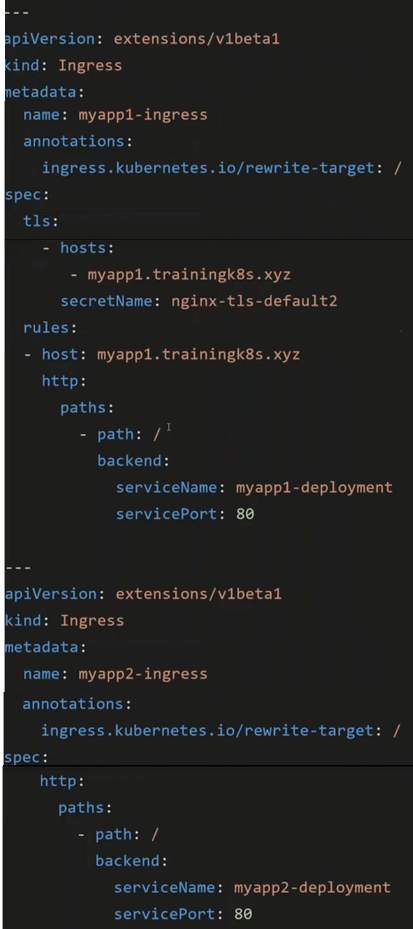 ---
apiVersion: extensions/v1beta1
kind: Ingress
metadata:
  name: myapp1-ingress
  annotations:
    ingress.kubernetes.io/rewrite-target: /
spec:
  tls:
    - hosts:
      - myapp1.trainingk8s.xyz
      secretName: nginx-tls-default2
  rules:
  - host: myapp1.trainingk8s.xyz
    http:
      paths:
        - path: /
          backend:
            serviceName: myapp1-deployment
            servicePort: 80
---
apiVersion: extensions/v1beta1
kind: Ingress
metadata:
  name: myapp2-ingress
  annotations:
    ingress.kubernetes.io/rewrite-target: /
spec:
    http:
      paths:
        - path: /
          backend:
            serviceName: myapp2-deployment
            servicePort: 80